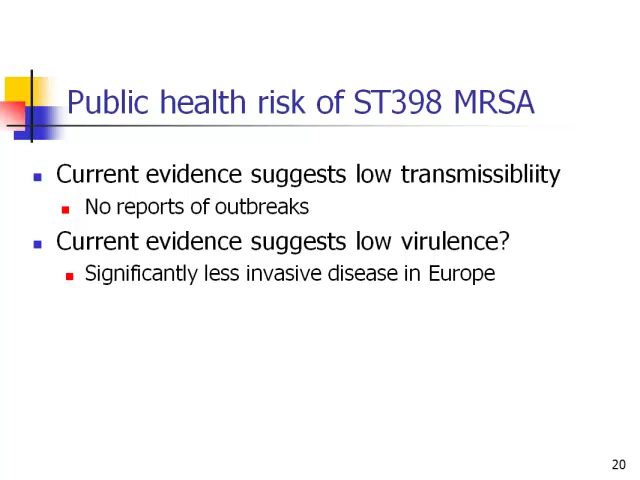 Public health risk of ST398 MRSA
Current evidence suggests low transmissibliity
No reports of outbreaks
Current evidence suggests low virulence?
Significantly less invasive disease in Europe
20